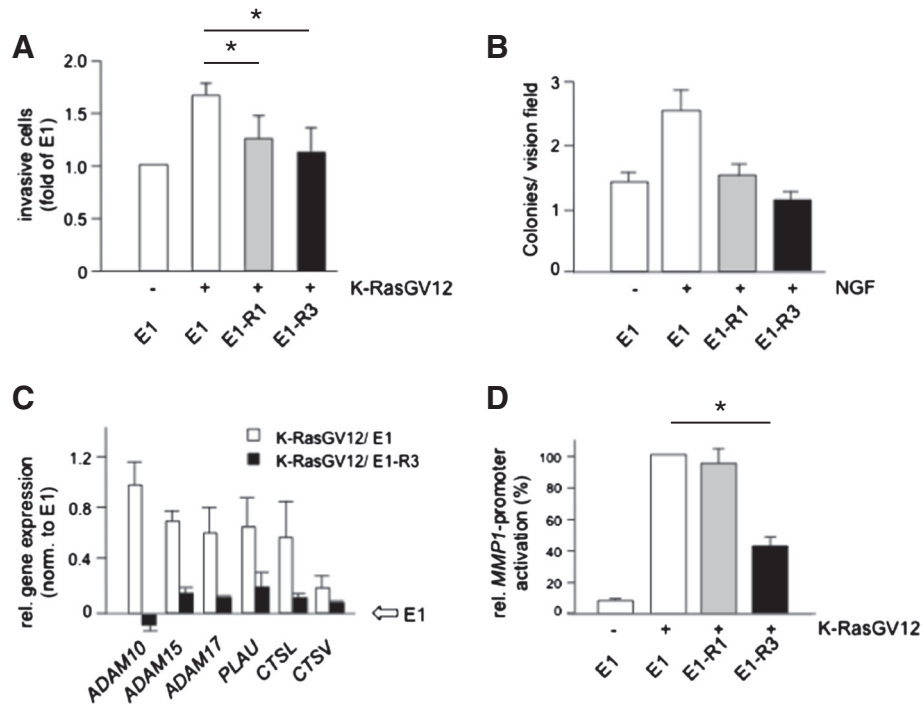 A
*
*
invasive cells
(fold of E1)
2.0
1.5
1.0
0.5
0
- + + + K-RasGV12
E1 E1 E1-R1 E1-R3
B
Colonies/ vision field
3
2
1
0
- + + + NGF
E1 E1 E1-R1 E1-R3
C
rel. gene expression
(norm. to E1)
1.2
0.8
0.4
0
K-RasGV12/ E1
K-RasGV12/ E1-R3
E1
ADAM10 ADAM15 ADAM17 PLAU CTSL CTSV
D
*
rel. MMP1-promoter
activation (%)
100
80
60
40
20
0
- + + + K-RasGV12
E1 E1 E1-R1 E1-R3